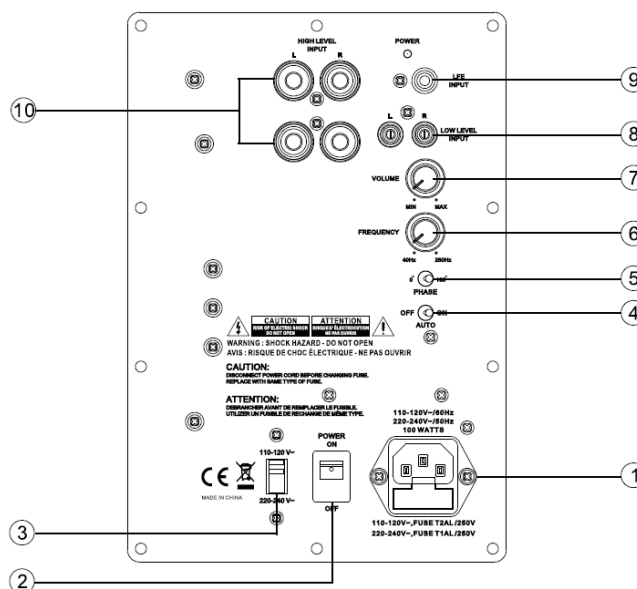 HIGH LEVEL
INPUT
L R
POWER
LFE
INPUT
9
10
L R
LOW LEVEL
INPUT
8
VOLUME
7
MIN MAX
FREQUENCY
6
40Hz 250Hz
0° 180°
5
PHASE
OFF ON
4
AUTO
CAUTION
RISK OF ELECTRIC SHOCK
DO NOT OPEN
ATTENTION
RISQUE D'ÉLECTROCUTION
NE PAS OUVRIR
WARNING : SHOCK HAZARD - DO NOT OPEN
AVIS : RISQUE DE CHOC ÉLECTRIQUE - NE PAS OUVRIR
CAUTION:
DISCONNECT POWER CORD BEFORE CHANGING FUSE.
REPLACE WITH SAME TYPE OF FUSE.
ATTENTION:
DEBRANCHER AVANT DE REMPLACER LE FUSIBLE.
UTILIZER UN FUSIBLE DE RECHANGE DE MÊME TYPE.
110-120V~/60Hz
220-240V~/50Hz
100 WATTS
POWER
ON
OFF
110-120 V~
220-240 V~
CE
MADE IN CHINA
1
110-120V~,FUSE T2AL/250V
220-240V~,FUSE T1AL/250V
3
2